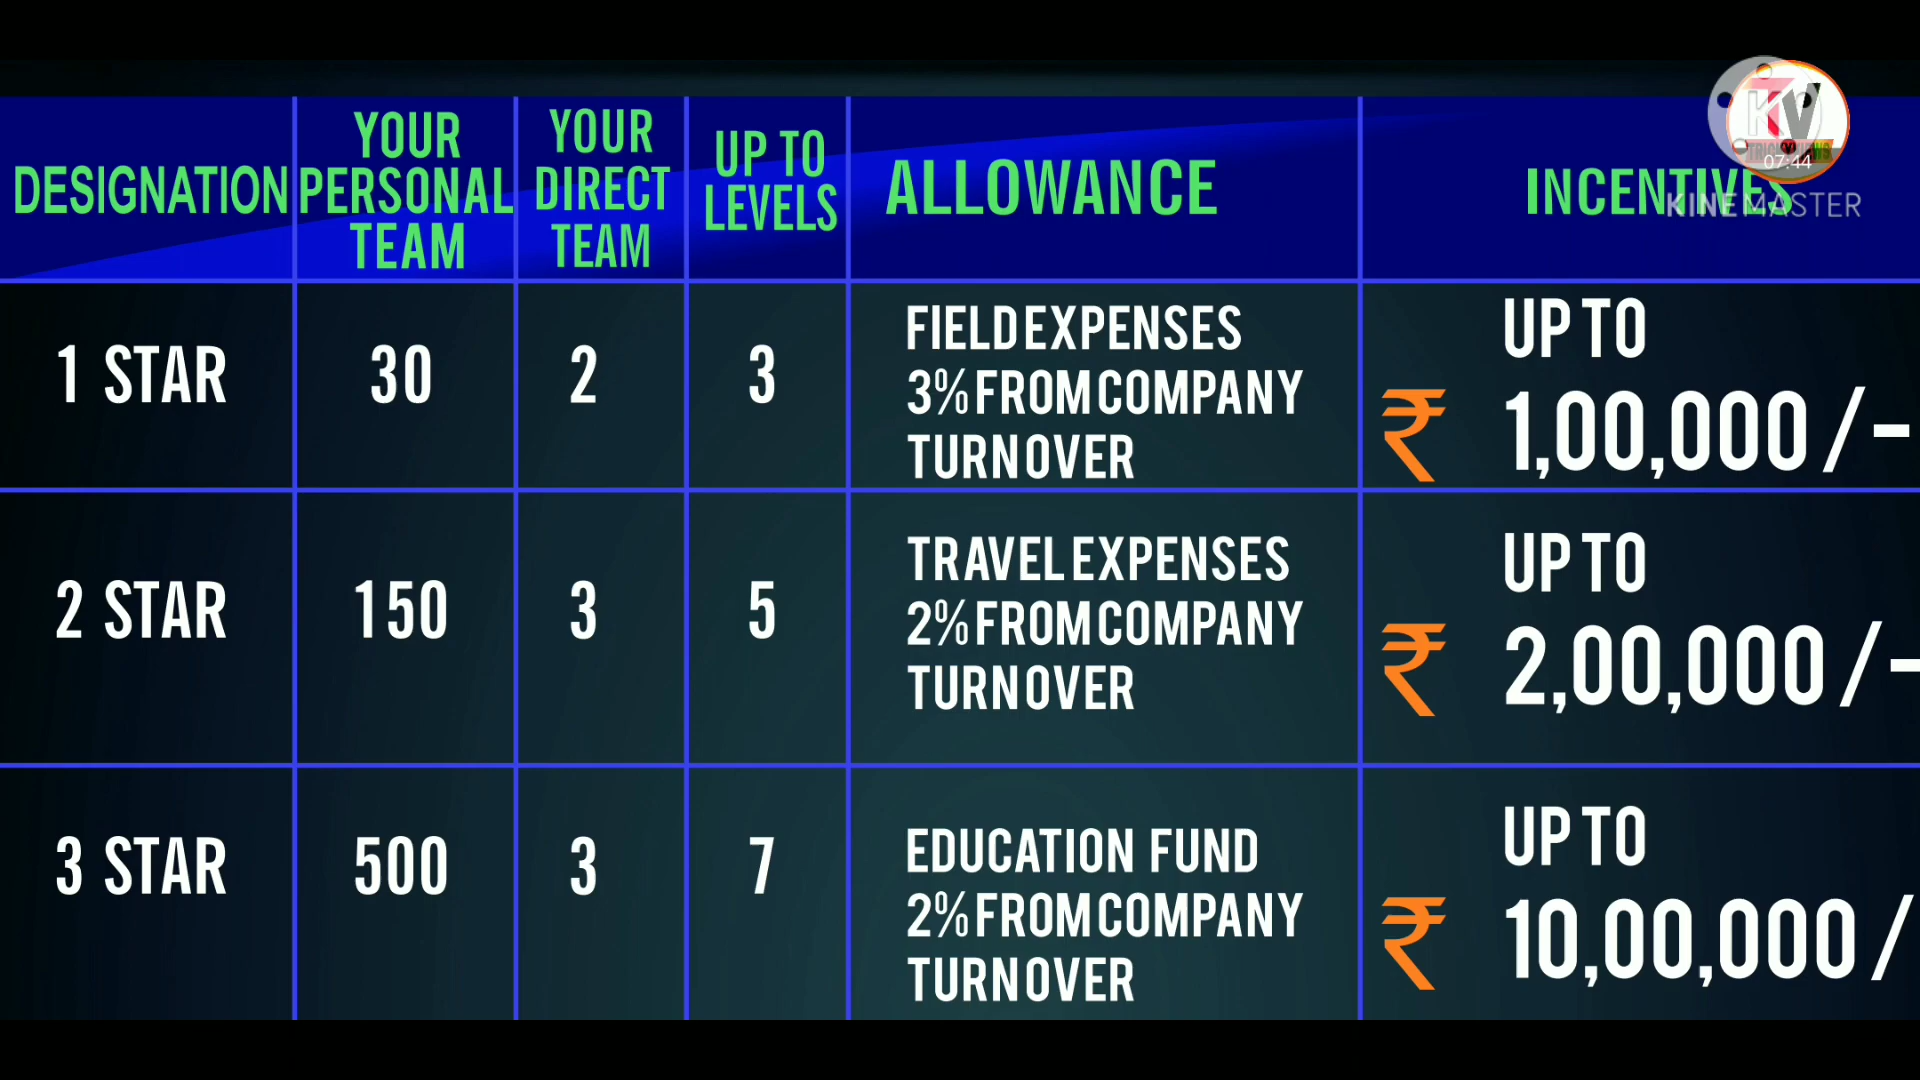 DESIGNATION
YOUR
PERSONAL
TEAM
YOUR
DIRECT
TEAM
UP TO
LEVELS
ALLOWANCE
INCENTIVES
KV
07:44
KINEMASTER
1 STAR
30
2
3
FIELD EXPENSES
3% FROM COMPANY
TURNOVER
UP TO
₹ 1,00,000/-
2 STAR
150
3
5
TRAVEL EXPENSES
2% FROM COMPANY
TURNOVER
UP TO
₹ 2,00,000/-
3 STAR
500
3
7
EDUCATION FUND
2% FROM COMPANY
TURNOVER
UP TO
₹ 10,00,000/